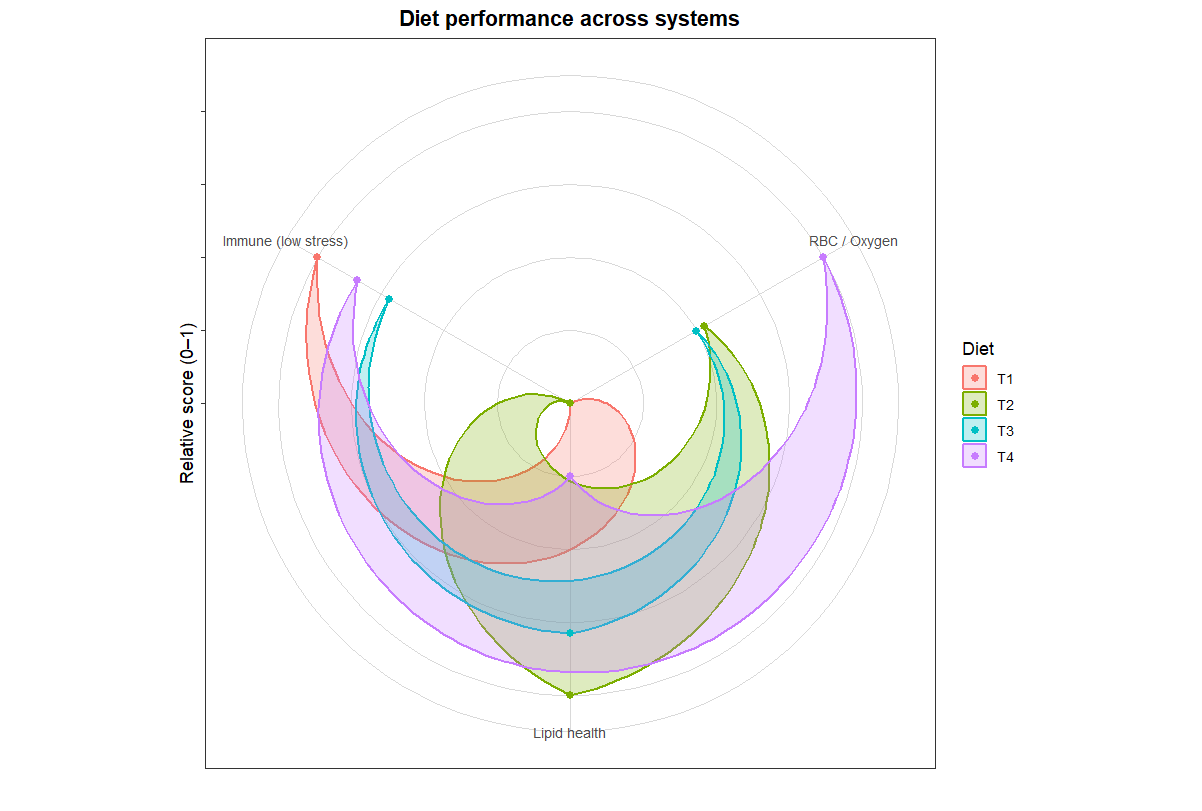 Diet performance across systems
Immune (low stress)
RBC / Oxygen
Relative score (0–1)
Diet
T1
T2
T3
T4
Lipid health